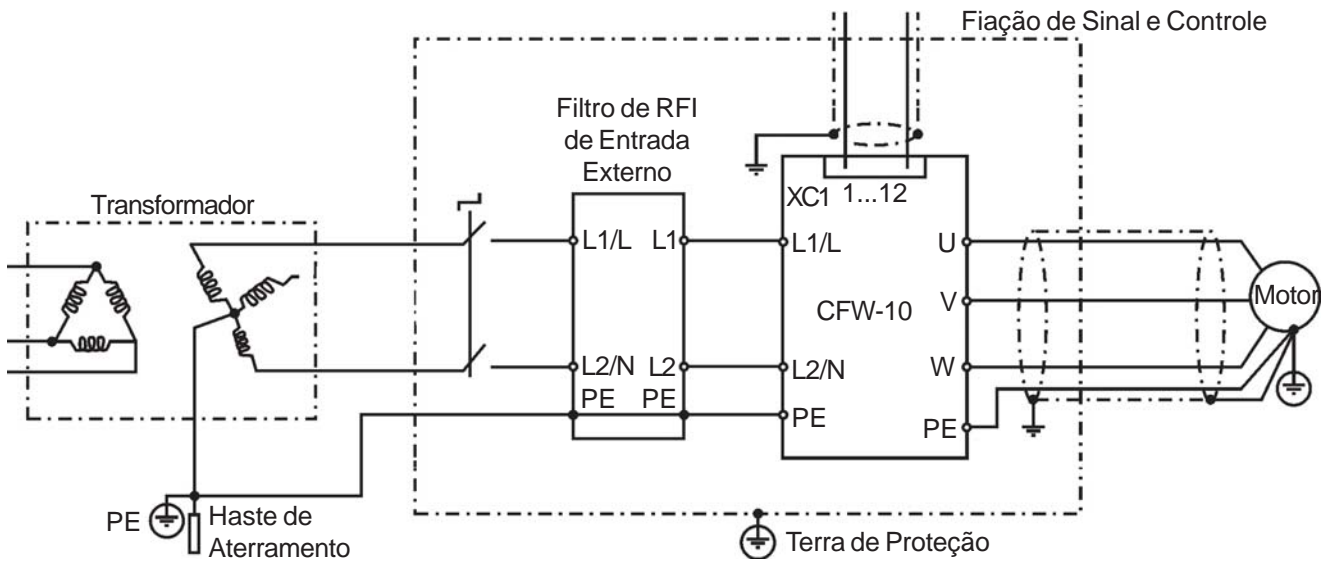 Fiação de Sinal e Controle
Filtro de RFI
de Entrada
Externo
Transformador
XC1 1...12
L1/L L1
L1/L U
V
CFW-10
Motor
L2/N L2
L2/N W
PE PE
PE
PE
PE
Haste de
Aterramento
Terra de Proteção